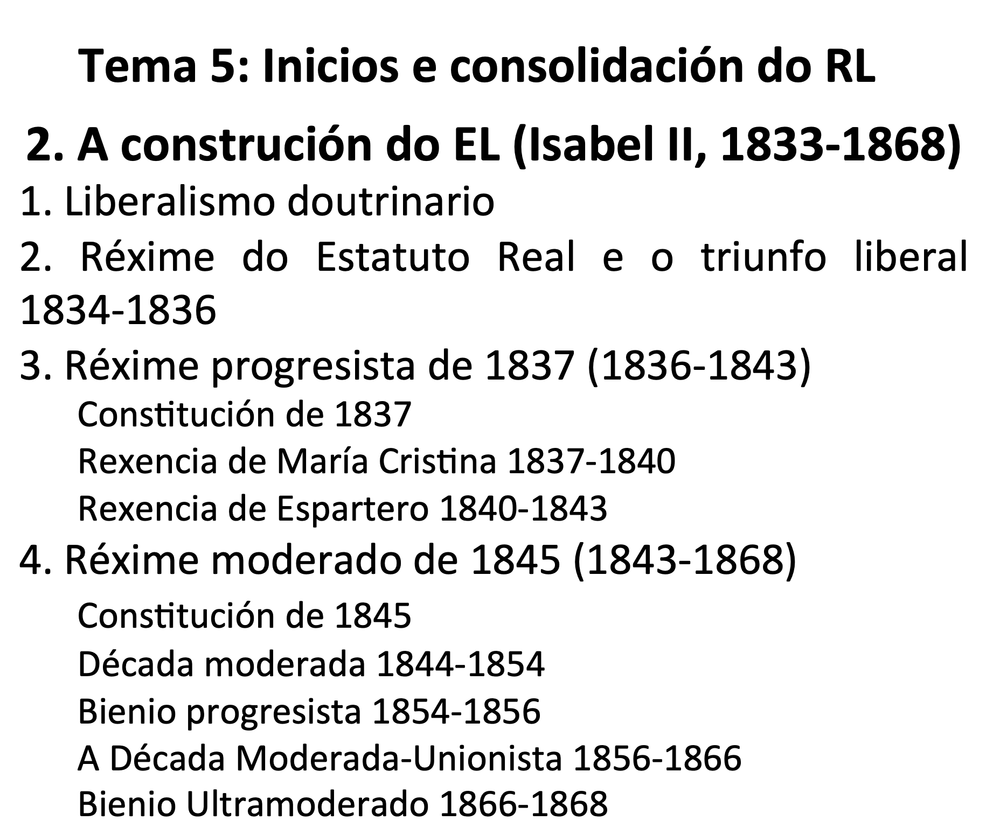 Tema 5: Inicios e consolidación do RL
2. A construción do EL (Isabel II, 1833-1868)
1. Liberalismo doutrinario
2. Réxime do Estatuto Real e o triunfo liberal
1834-1836
3. Réxime progresista de 1837 (1836-1843)
Constitución de 1837
Rexencia de María Cristina 1837-1840
Rexencia de Espartero 1840-1843
4. Réxime moderado de 1845 (1843-1868)
Constitución de 1845
Década moderada 1844-1854
Bienio progresista 1854-1856
A Década Moderada-Unionista 1856-1866
Bienio Ultramoderado 1866-1868